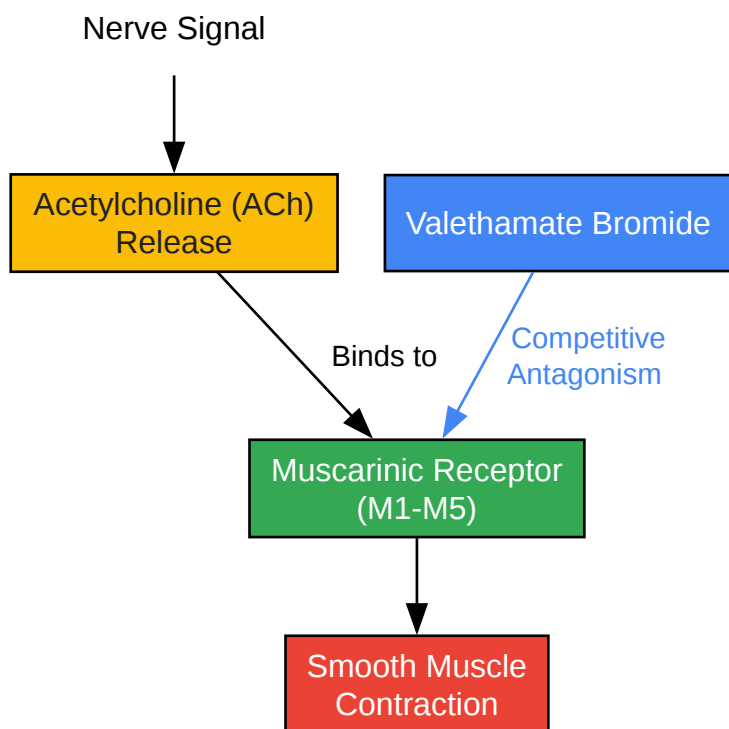 Nerve Signal
Acetylcholine (ACh)
Release
Valethamate Bromide
Binds to
Competitive
Antagonism
Muscarinic Receptor
(M1-M5)
Smooth Muscle
Contraction